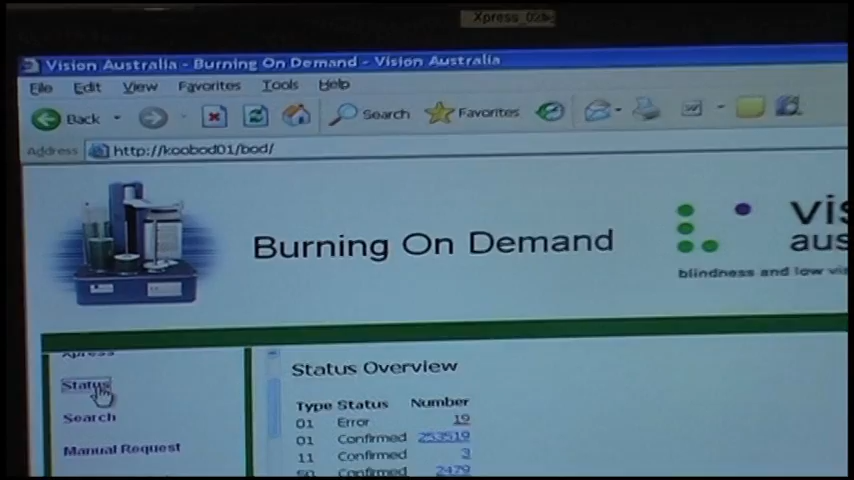 Vision Australia - Burning On Demand - Vision Australia
File Edit View Favorites Tools Help
Back Search Favorites
Address http://koobod01/bod/
Burning On Demand
vis
aus
blindness and low vis
Xpress
Status
Search
Manual Request
Status Overview
Type Status Number
01 Error 19
01 Confirmed 253519
11 Confirmed 3
Confirmed 2479